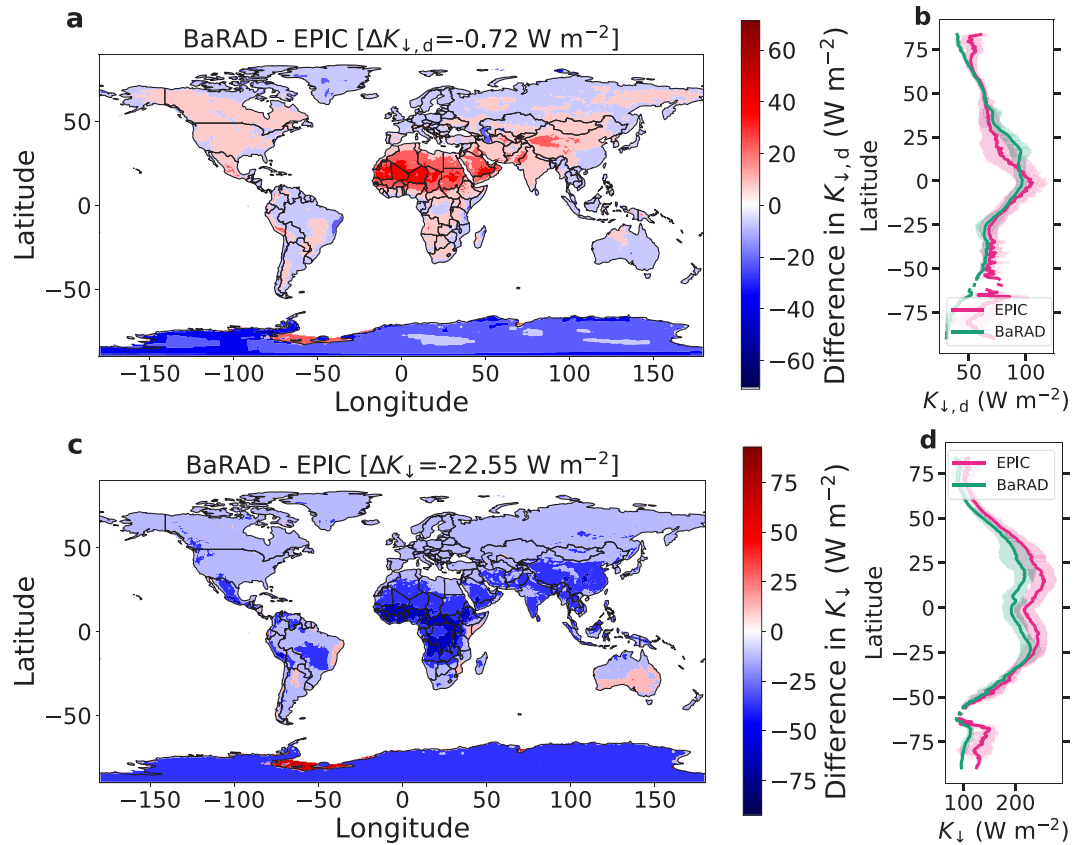 a
BaRAD - EPIC [ΔK↓,d=-0.72 W m⁻²]
Latitude
50
0
−50
−150
−100
−50
0
50
100
150
Longitude
60
40
20
0
−20
−40
−60
Difference in K↓,d (W m⁻²)
b
75
50
25
0
−25
−50
−75
Latitude
EPIC
BaRAD
50
100
K↓,d (W m⁻²)
c
BaRAD - EPIC [ΔK↓=-22.55 W m⁻²]
Latitude
50
0
−50
−150
−100
−50
0
50
100
150
Longitude
75
50
25
0
−25
−50
−75
Difference in K↓ (W m⁻²)
d
EPIC
BaRAD
75
50
25
0
−25
−50
−75
Latitude
100
200
K↓ (W m⁻²)